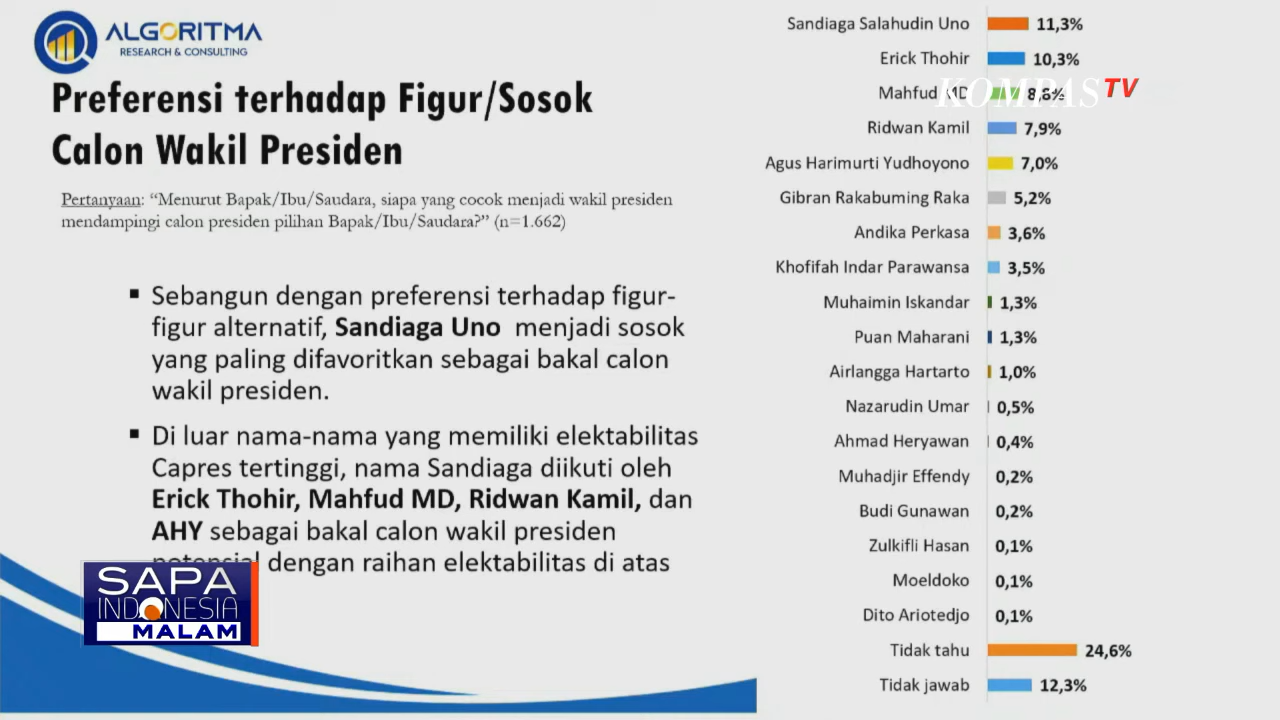 ALGORITMA
RESEARCH & CONSULTING
Preferensi terhadap Figur/Sosok
Calon Wakil Presiden
Pertanyaan: “Menurut Bapak/Ibu/Saudara, siapa yang cocok menjadi wakil presiden
mendampingi calon presiden pilihan Bapak/Ibu/Saudara?” (n=1.662)
▪ Sebangun dengan preferensi terhadap figur-
figur alternatif, Sandiaga Uno menjadi sosok
yang paling difavoritkan sebagai bakal calon
wakil presiden.
▪ Di luar nama-nama yang memiliki elektabilitas
Capres tertinggi, nama Sandiaga diikuti oleh
Erick Thohir, Mahfud MD, Ridwan Kamil, dan
AHY sebagai bakal calon wakil presiden
potensial dengan raihan elektabilitas di atas
SAPA
INDONESIA
MALAM
KOMPAS TV
Sandiaga Salahudin Uno 11,3%
Erick Thohir 10,3%
Mahfud MD 8,8%
Ridwan Kamil 7,9%
Agus Harimurti Yudhoyono 7,0%
Gibran Rakabuming Raka 5,2%
Andika Perkasa 3,6%
Khofifah Indar Parawansa 3,5%
Muhaimin Iskandar 1,3%
Puan Maharani 1,3%
Airlangga Hartarto 1,0%
Nazarudin Umar 0,5%
Ahmad Heryawan 0,4%
Muhadjir Effendy 0,2%
Budi Gunawan 0,2%
Zulkifli Hasan 0,1%
Moeldoko 0,1%
Dito Ariotedjo 0,1%
Tidak tahu 24,6%
Tidak jawab 12,3%